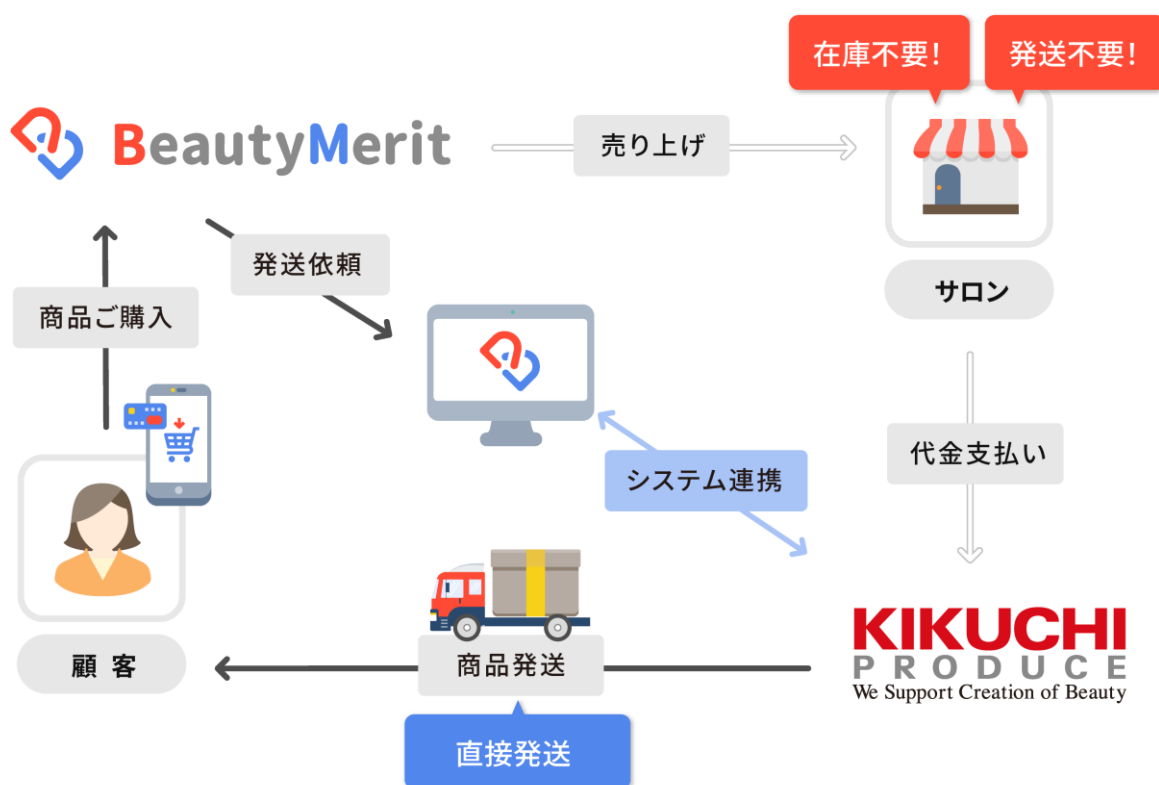 在庫不要!
発送不要!
BeautyMerit
売り上げ
発送依頼
サロン
商品ご購入
代金支払い
システム連携
KIKUCHI
PRODUCE
We Support Creation of Beauty
顧客
商品発送
直接発送